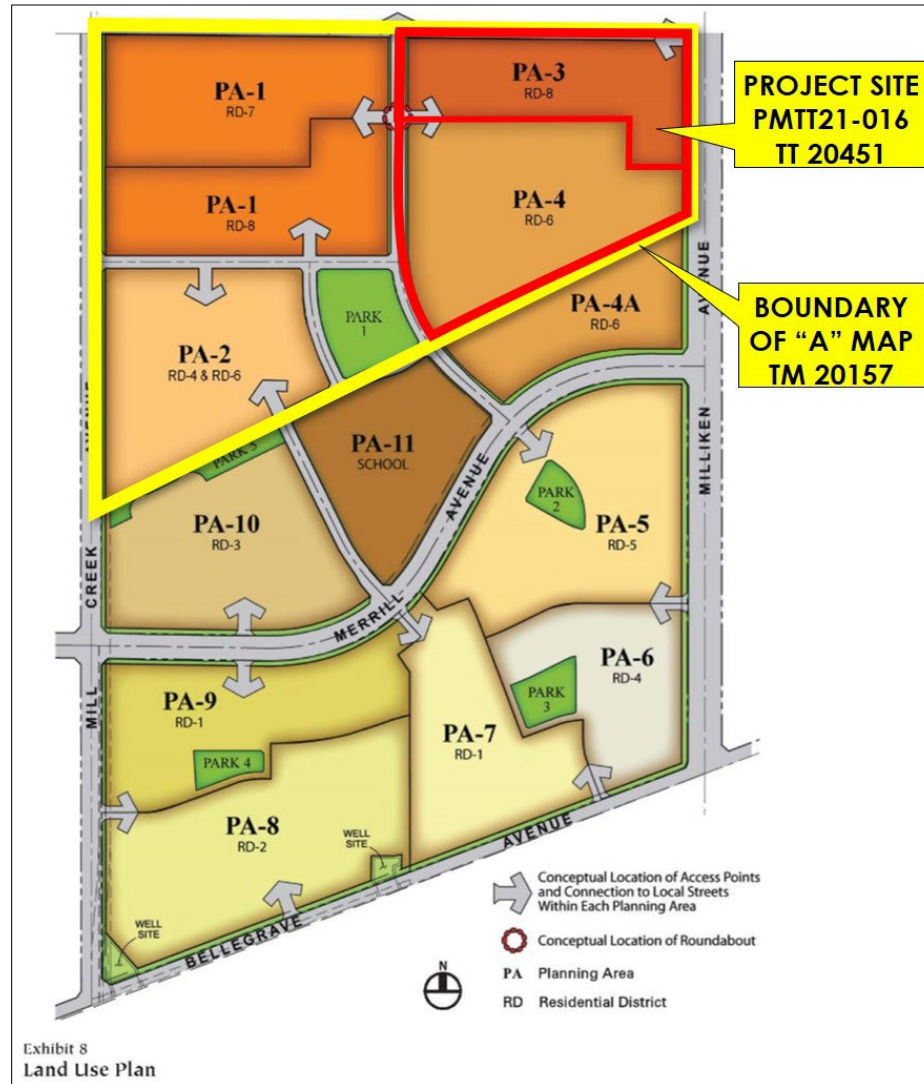 PA-1
RD-7
PA-3
RD-8
PROJECT SITE
PMTT21-016
TT 20451
PA-1
RD-8
PA-4
RD-6
PARK
1
PA-4A
RD-6
AVENUE
BOUNDARY
OF “A” MAP
TM 20157
PA-2
RD-4 & RD-6
AVENUE
PA-11
SCHOOL
PARK 5
AVENUE
PARK
2
MILLIKEN
PA-10
RD-3
PA-5
RD-5
CREEK
MERRILL
PA-6
RD-4
PARK
3
PA-9
RD-1
MILL
PA-7
RD-1
PARK 4
PA-8
RD-2
WELL
SITE
AVENUE
WELL
SITE
BELLEGRAVE
Conceptual Location of Access Points
and Connection to Local Streets
Within Each Planning Area
Conceptual Location of Roundabout
N
PA Planning Area
RD Residential District
Exhibit 8
Land Use Plan